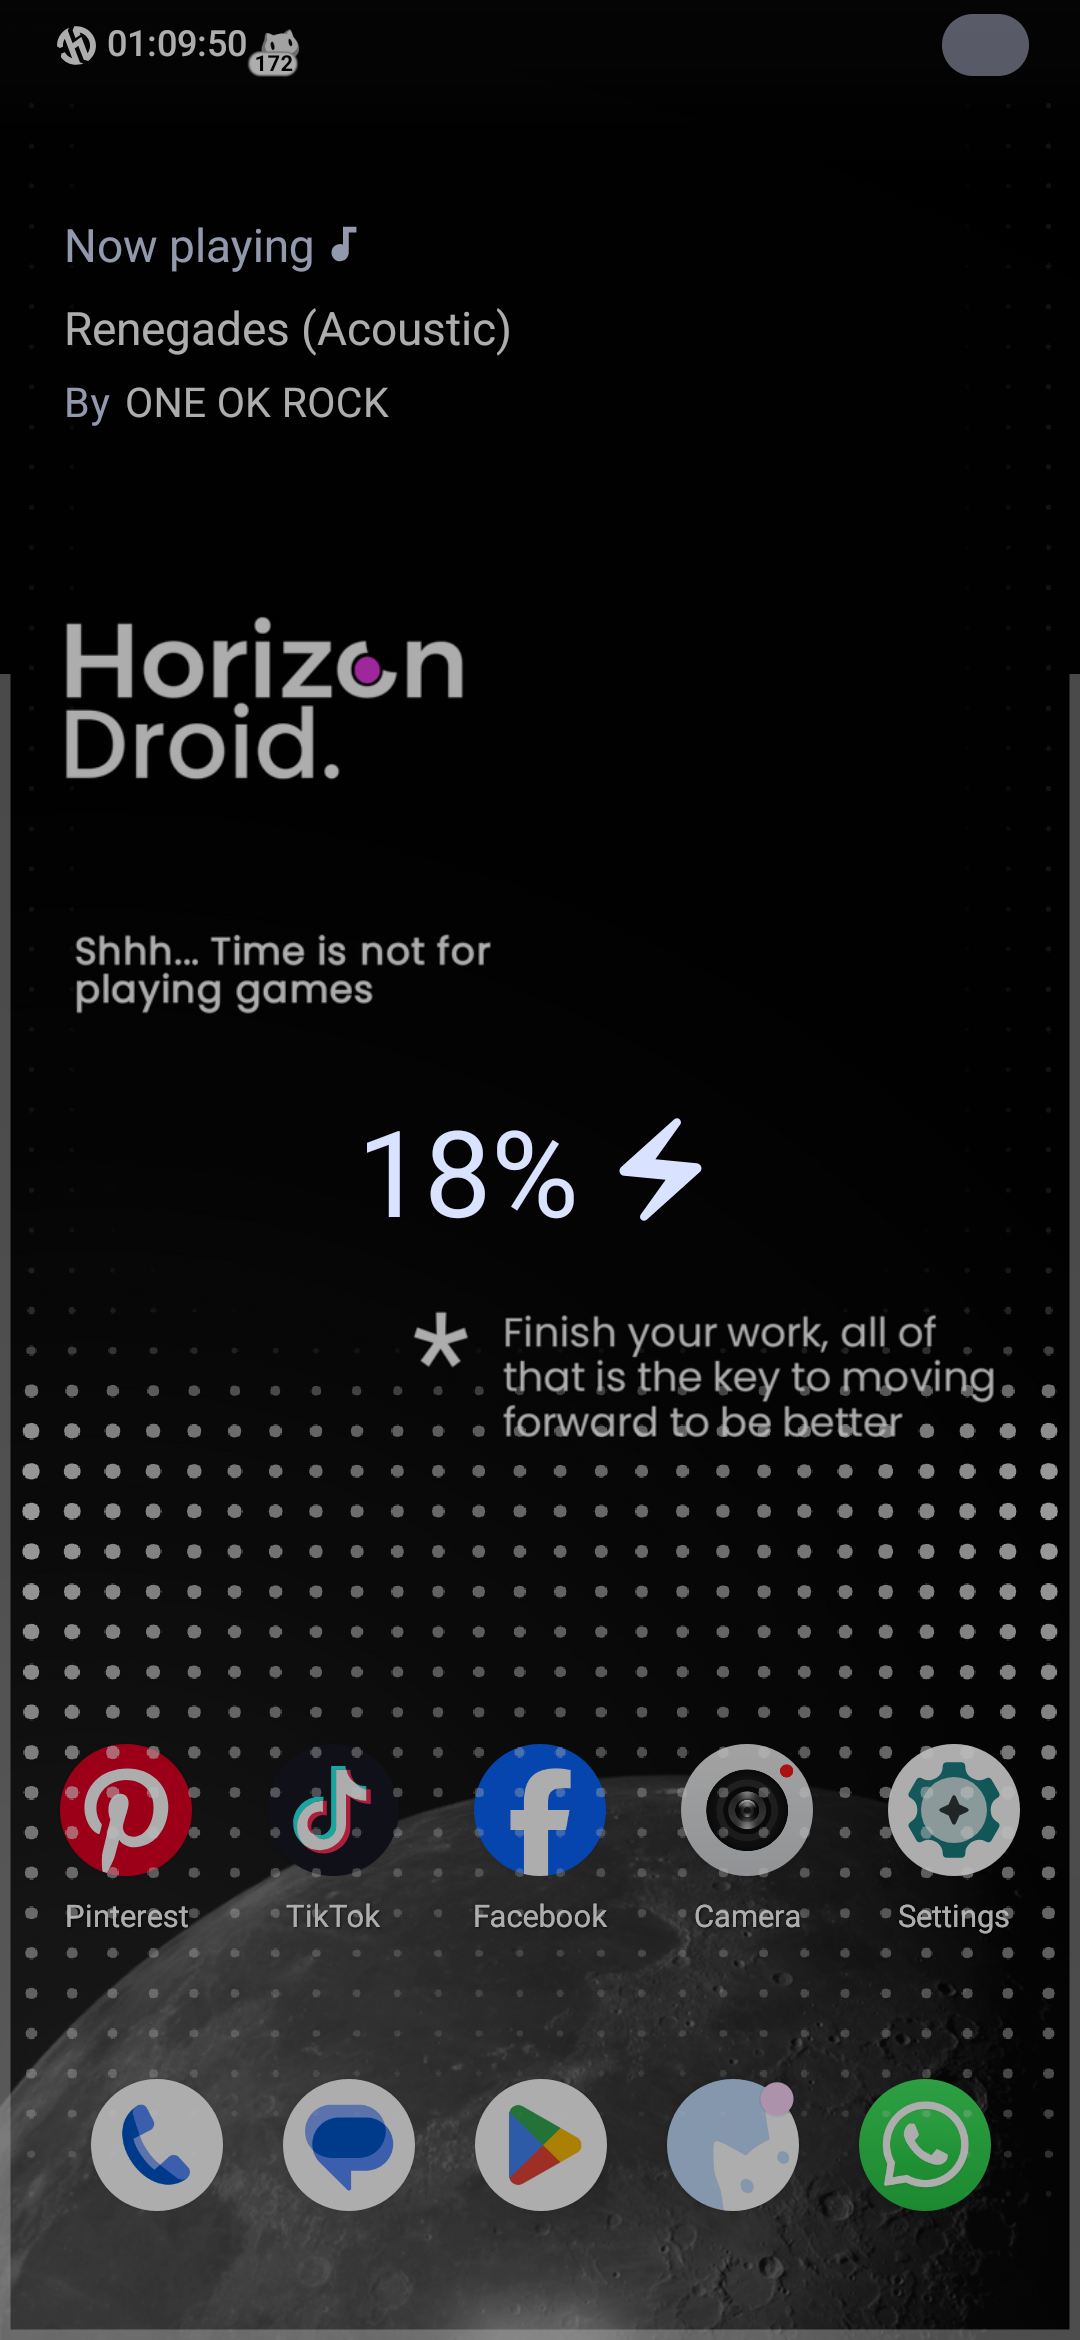 01:09:50
172
Now playing
Renegades (Acoustic)
By ONE OK ROCK
Horizon
Droid.
Shhh... Time is not for
playing games
18%
* Finish your work, all of
that is the key to moving
forward to be better
Pinterest TikTok Facebook Camera Settings